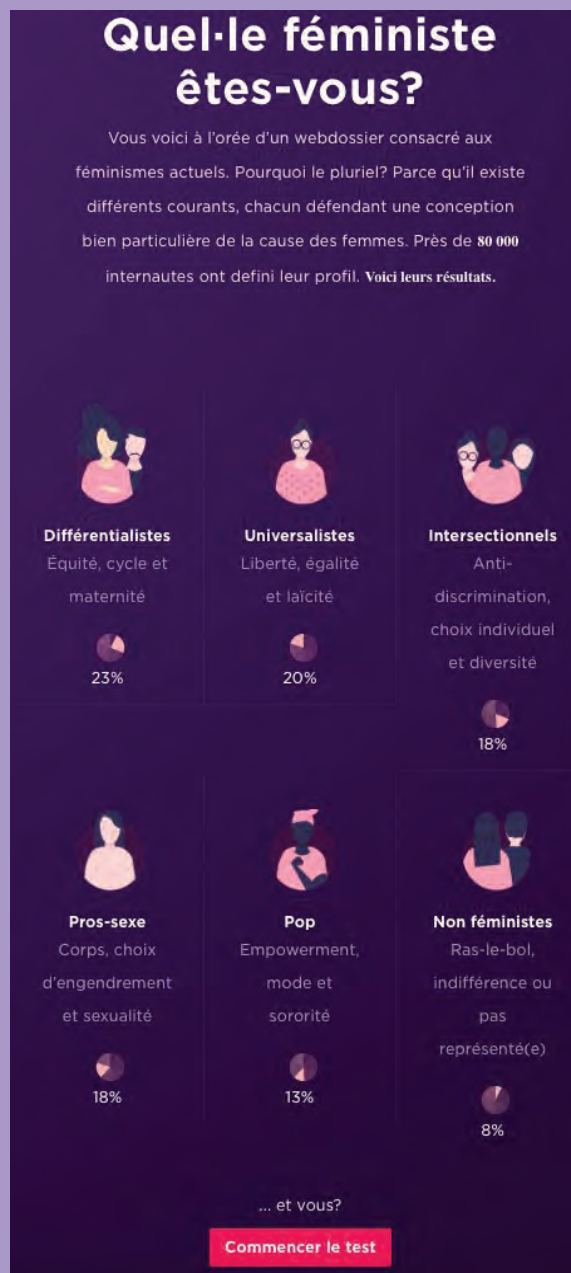 Quel·le féministe
êtes-vous?
Vous voici à l'orée d'un webdossier consacré aux
féminismes actuels. Pourquoi le pluriel? Parce qu'il existe
différents courants, chacun défendant une conception
bien particulière de la cause des femmes. Près de 80 000
internautes ont defini leur profil. Voici leurs résultats.
Différentialistes
Équité, cycle et
maternité
23%
Universalistes
Liberté, égalité
et laïcité
20%
Intersectionnels
Anti-
discrimination,
choix individuel
et diversité
18%
Pros-sexe
Corps, choix
d'engendrement
et sexualité
18%
Pop
Empowerment,
mode et
sororité
13%
Non féministes
Ras-le-bol,
indifférence ou
pas
représenté(e)
8%
... et vous?
Commencer le test